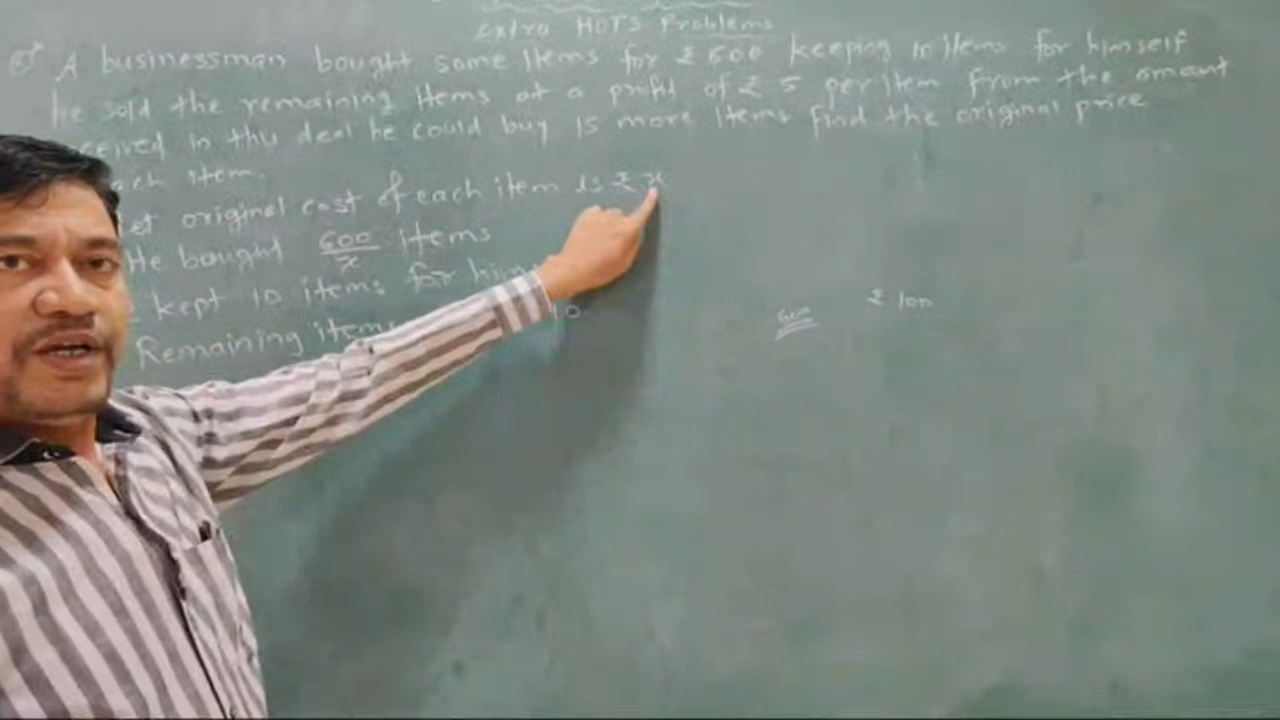 Extra HOTS Problems
A businessman bought some items for ₹ 600 keeping 10 items for himself
he sold the remaining items at a profit of ₹ 5 per item from the amount
in this deal he could buy 15 more items find the original price
item.
original cost of each item is ₹ x
He bought 600/x items
kept 10 items for
Remaining items 10
600
₹ 100